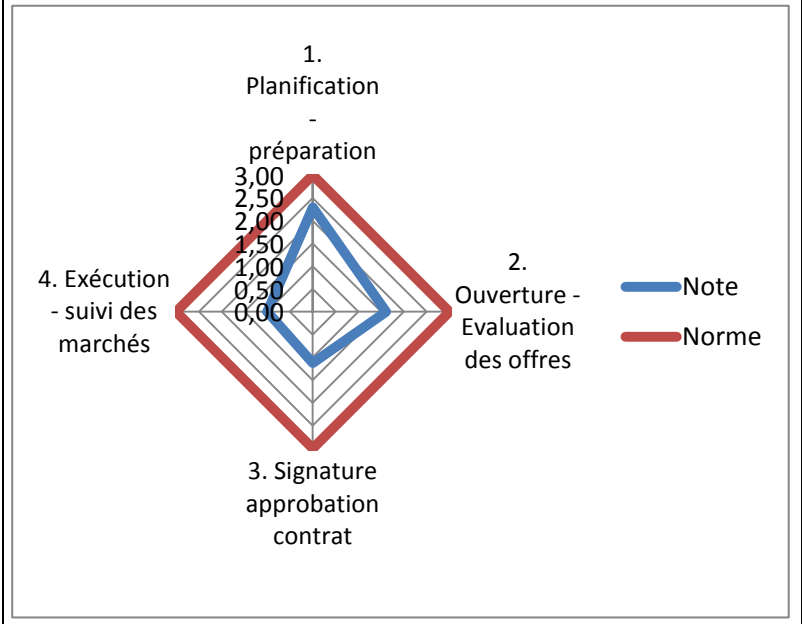 1.
Planification
-
préparation
3,00
2,50
2,00
1,50
1,00
0,50
0,00
2.
Ouverture -
Evaluation
des offres
3. Signature
approbation
contrat
4. Exécution
- suivi des
marchés
Note
Norme